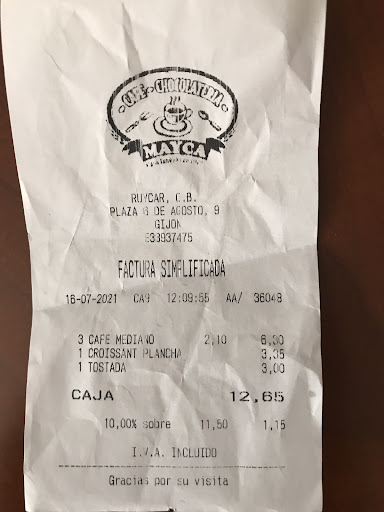 CAFE - CHOCOLATERIA
MAYCA
RUYCAR, C.B.
PLAZA 6 DE AGOSTO, 9
GIJON
E33937475
FACTURA SIMPLIFICADA
16-07-2021 CA9 12:09:55 AA/ 36048
3 CAFE MEDIANO 2,10 6,30
1 CROISSANT PLANCHA 3,35
1 TOSTADA 3,00
CAJA 12,65
10,00% sobre 11,50 1,15
I.V.A. INCLUIDO
Gracias por su visita